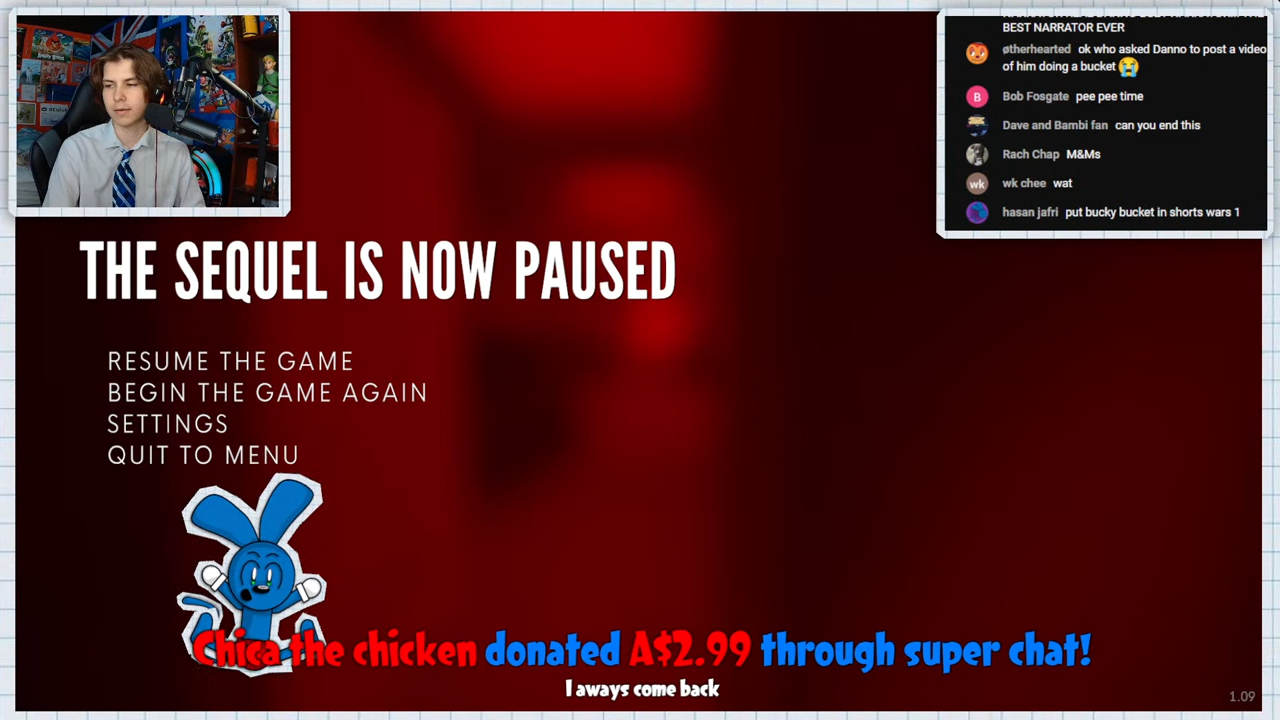 BEST NARRATOR EVER
øtherhearted ok who asked Danno to post a video
of him doing a bucket
B Bob Fosgate pee pee time
Dave and Bambi fan can you end this
Rach Chap M&Ms
wk wk chee wat
hasan jafri put bucky bucket in shorts wars 1
THE SEQUEL IS NOW PAUSED
RESUME THE GAME
BEGIN THE GAME AGAIN
SETTINGS
QUIT TO MENU
Chica the chicken donated A$2.99 through super chat!
I aways come back
1.09